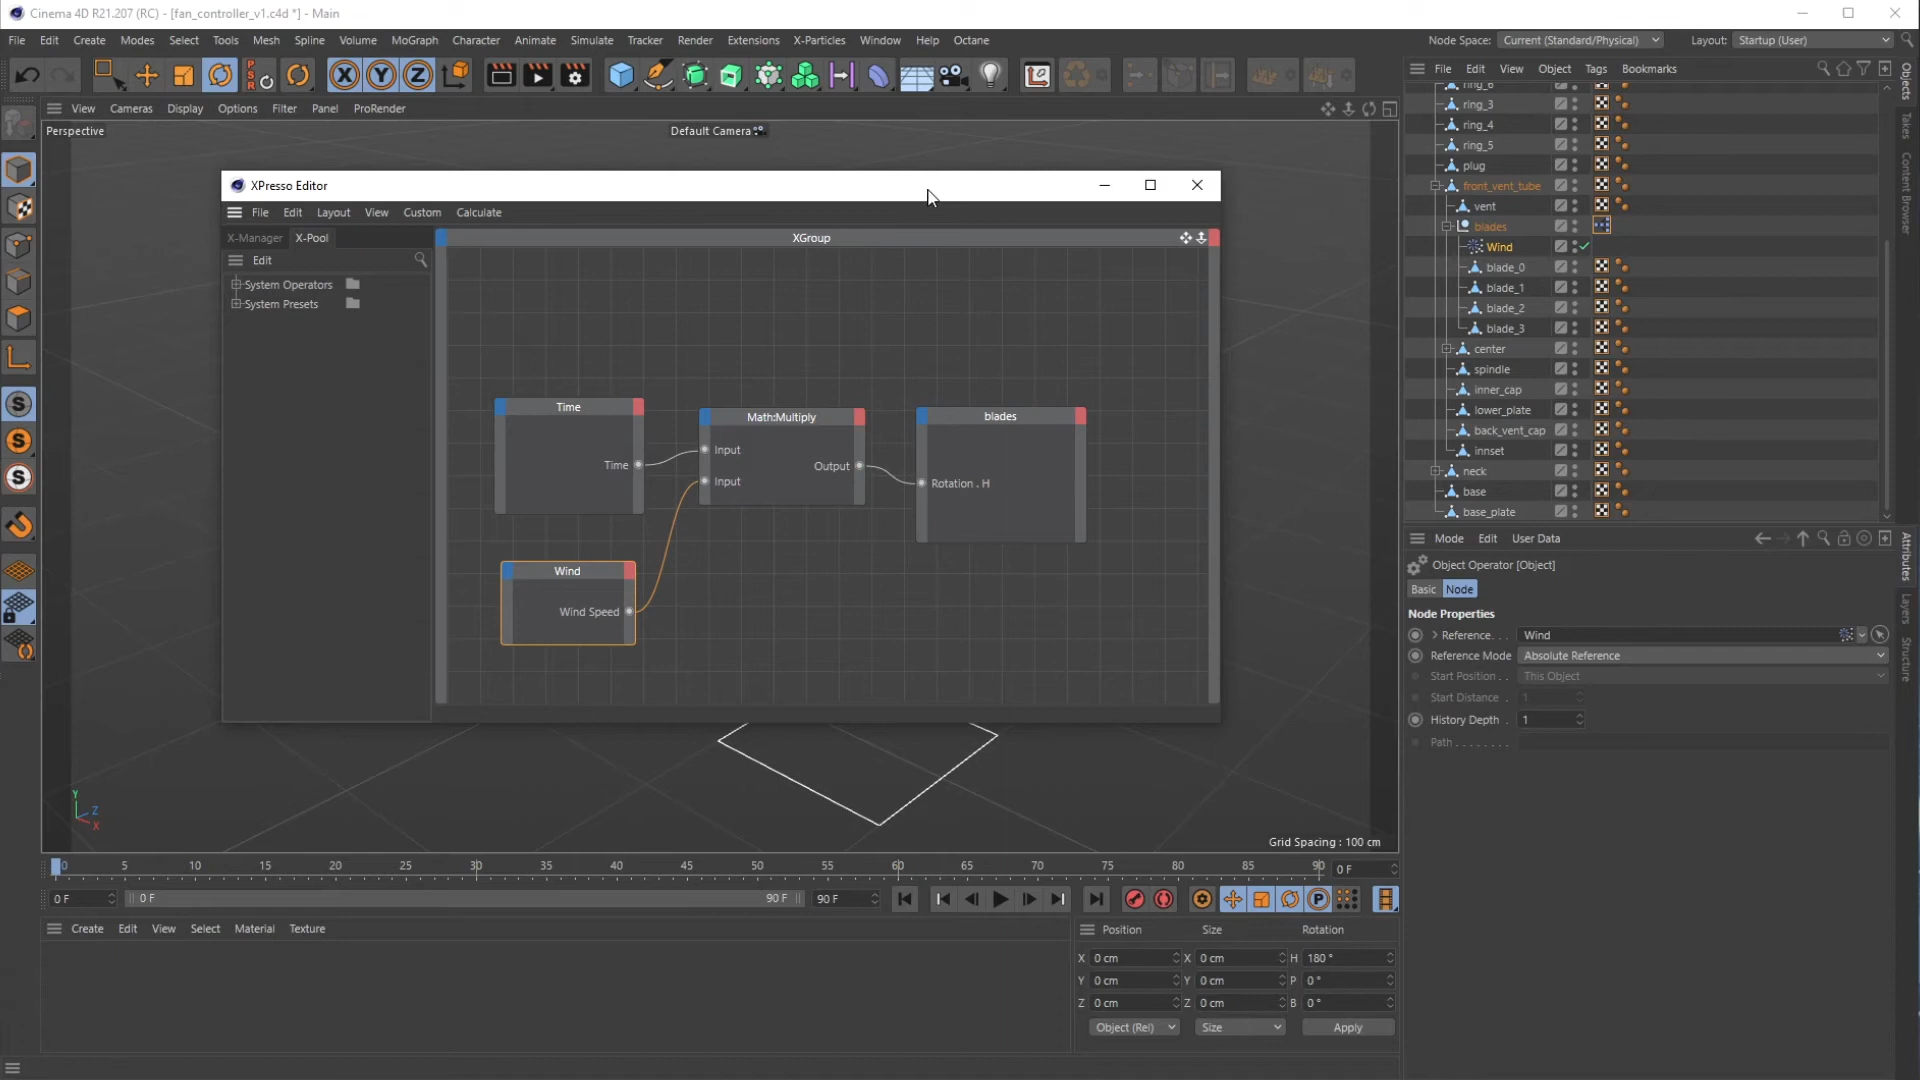 Cinema 4D R21.207 (RC) - [fan_controller_v1.c4d *] - Main
File Edit Create Modes Select Tools Mesh Spline Volume MoGraph Character Animate Simulate Tracker Render Extensions X-Particles Window Help Octane
Node Space: Current (Standard/Physical) Layout: Startup (User)
X Y Z
PSR
File Edit View Object Tags Bookmarks
View Cameras Display Options Filter Panel ProRender
Perspective
Default Camera
XPresso Editor
File Edit Layout View Custom Calculate
X-Manager X-Pool
Edit
System Operators
System Presets
XGroup
Time
Time
Math:Multiply
Input
Input
Output
blades
Rotation . H
Wind
Wind Speed
ring_6
ring_3
ring_4
ring_5
plug
front_vent_tube
vent
blades
Wind
blade_0
blade_1
blade_2
blade_3
center
spindle
inner_cap
lower_plate
back_vent_cap
innset
neck
base
base_plate
Objects
Takes
Content Browser
Attributes
Layers
Structure
Mode Edit User Data
Object Operator [Object]
Basic Node
Node Properties
Reference. . . Wind
Reference Mode Absolute Reference
Start Position . . This Object
Start Distance . 1
History Depth . 1
Path . . . . . . . .
S
S
S
Y
Z
X
Grid Spacing : 100 cm
0 5 10 15 20 25 30 35 40 45 50 55 60 65 70 75 80 85 90 0 F
0 F 0 F 90 F 90 F
P
Create Edit View Select Material Texture
Position Size Rotation
X 0 cm X 0 cm H 180 °
Y 0 cm Y 0 cm P 0 °
Z 0 cm Z 0 cm B 0 °
Object (Rel) Size Apply